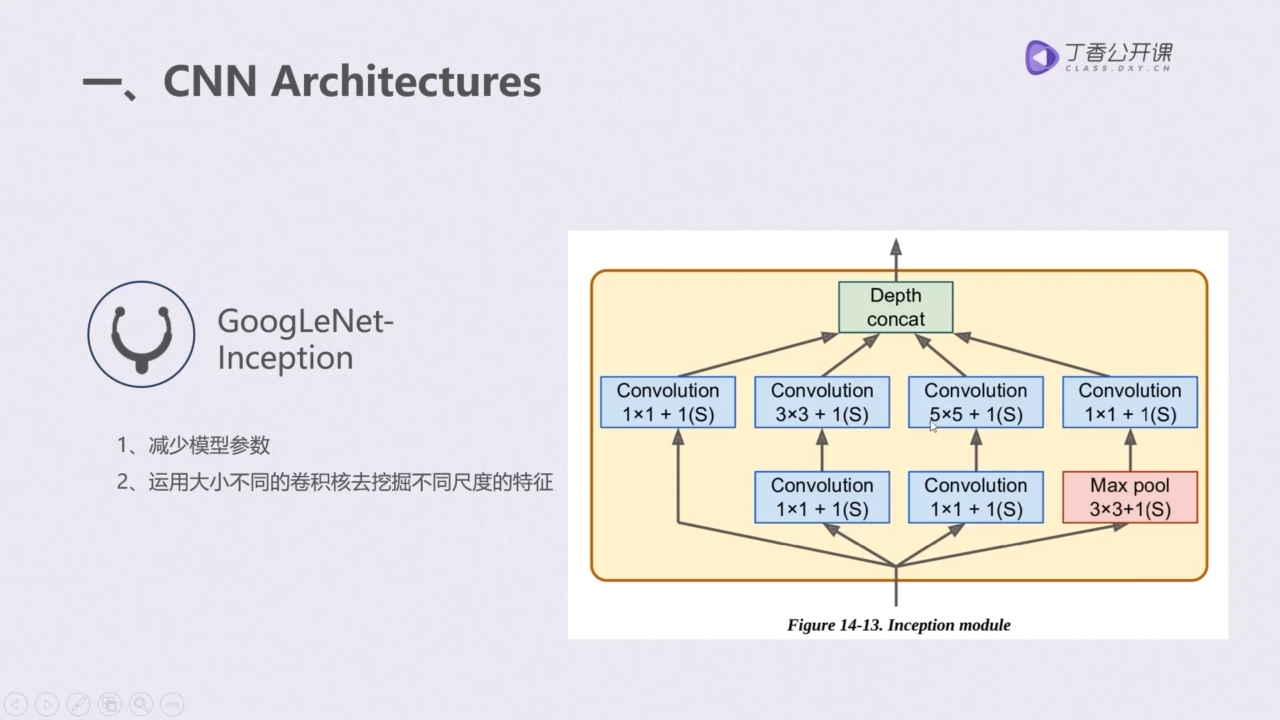 一、CNN Architectures
丁香公开课
CLASS.DXY.CN
GoogLeNet-
Inception
1、减少模型参数
2、运用大小不同的卷积核去挖掘不同尺度的特征
Depth
concat
Convolution
1×1 + 1(S)
Convolution
3×3 + 1(S)
Convolution
5×5 + 1(S)
Convolution
1×1 + 1(S)
Convolution
1×1 + 1(S)
Convolution
1×1 + 1(S)
Max pool
3×3+1(S)
Figure 14-13. Inception module